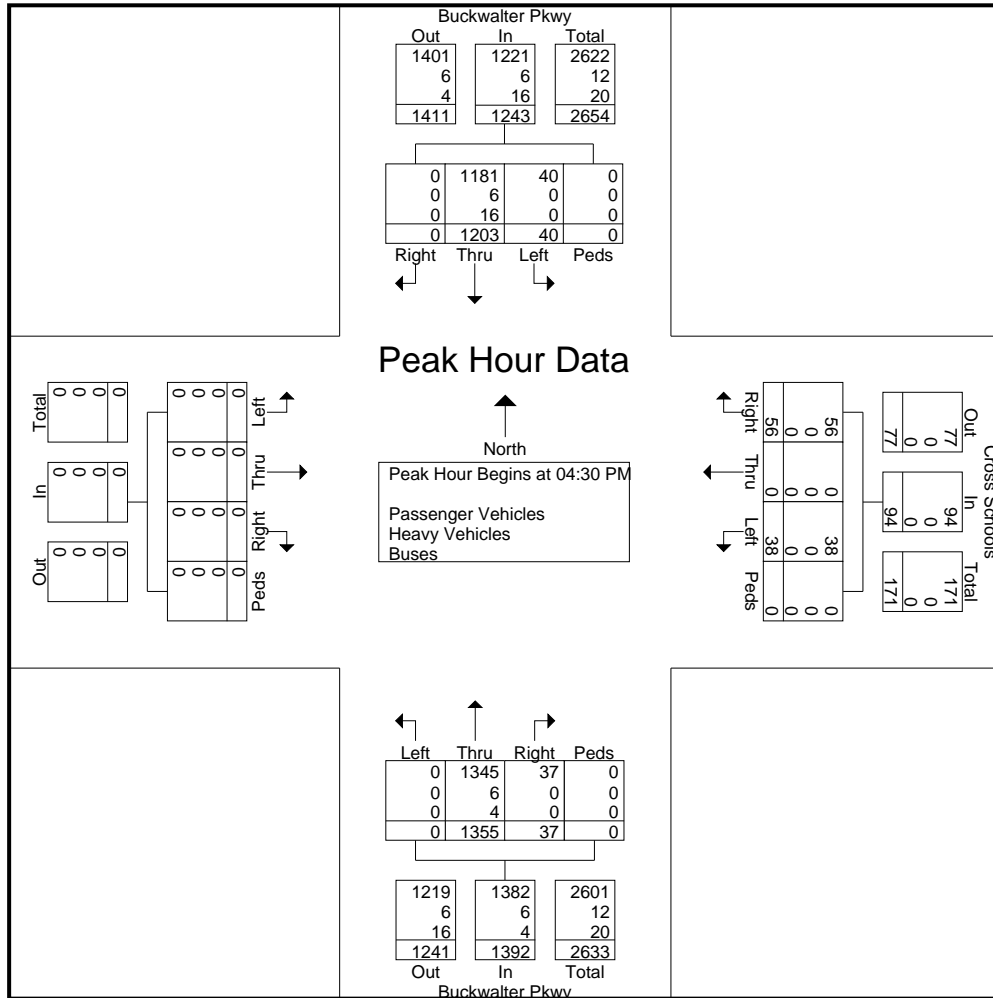 Buckwalter Pkwy
Out In Total
1401 1221 2622
6 6 12
4 16 20
1411 1243 2654
0 1181 40 0
0 6 0 0
0 16 0 0
0 1203 40 0
Right Thru Left Peds
Peak Hour Data
North
Peak Hour Begins at 04:30 PM
Passenger Vehicles
Heavy Vehicles
Buses
Total
0 0 0 0
In
0 0 0 0
Out
0 0 0 0
Left
0 0 0 0
Thru
0 0 0 0
Right
0 0 0 0
Peds
0 0 0 0
Right
56 0 0 56
Thru
0 0 0 0
Left
38 0 0 38
Peds
0 0 0 0
Cross Schools
Out
77 0 0 77
In
94 0 0 94
Total
171 0 0 171
Left Thru Right Peds
0 1345 37 0
0 6 0 0
0 4 0 0
0 1355 37 0
1219 1382 2601
6 6 12
16 4 20
1241 1392 2633
Out In Total
Buckwalter Pkwy